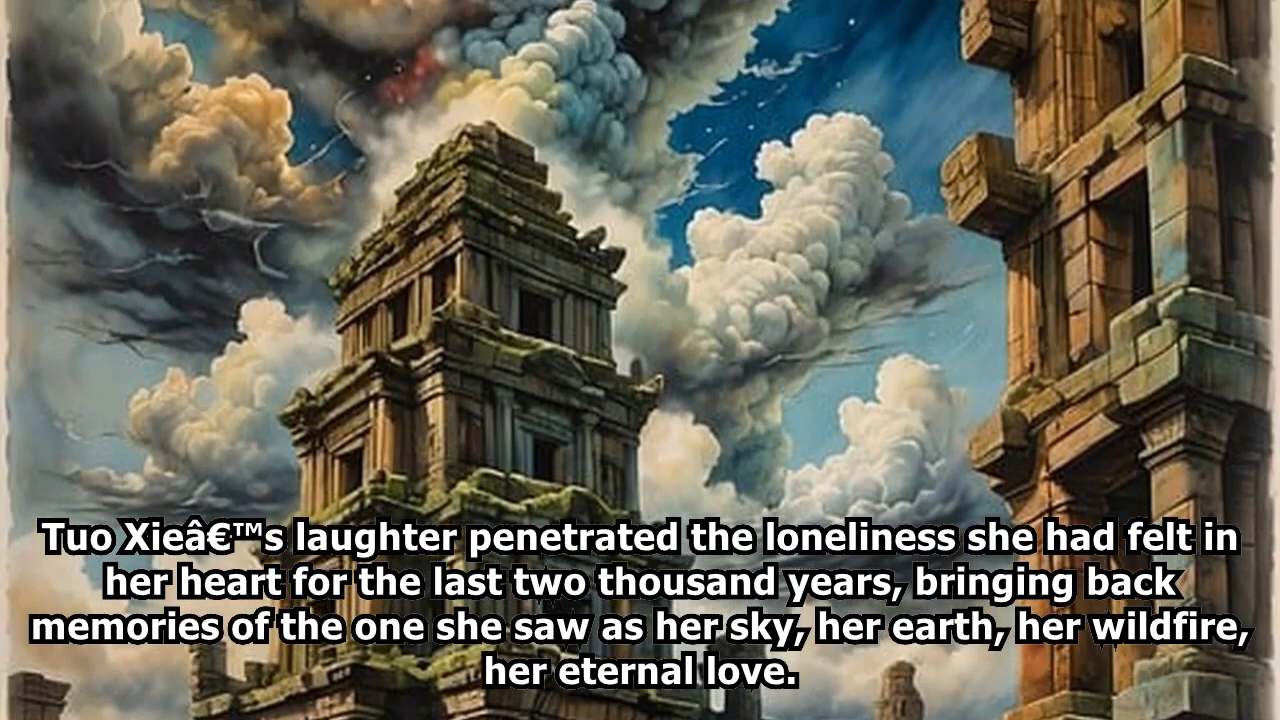 Tuo Xieâ€™s laughter penetrated the loneliness she had felt in
her heart for the last two thousand years, bringing back
memories of the one she saw as her sky, her earth, her wildfire,
her eternal love.